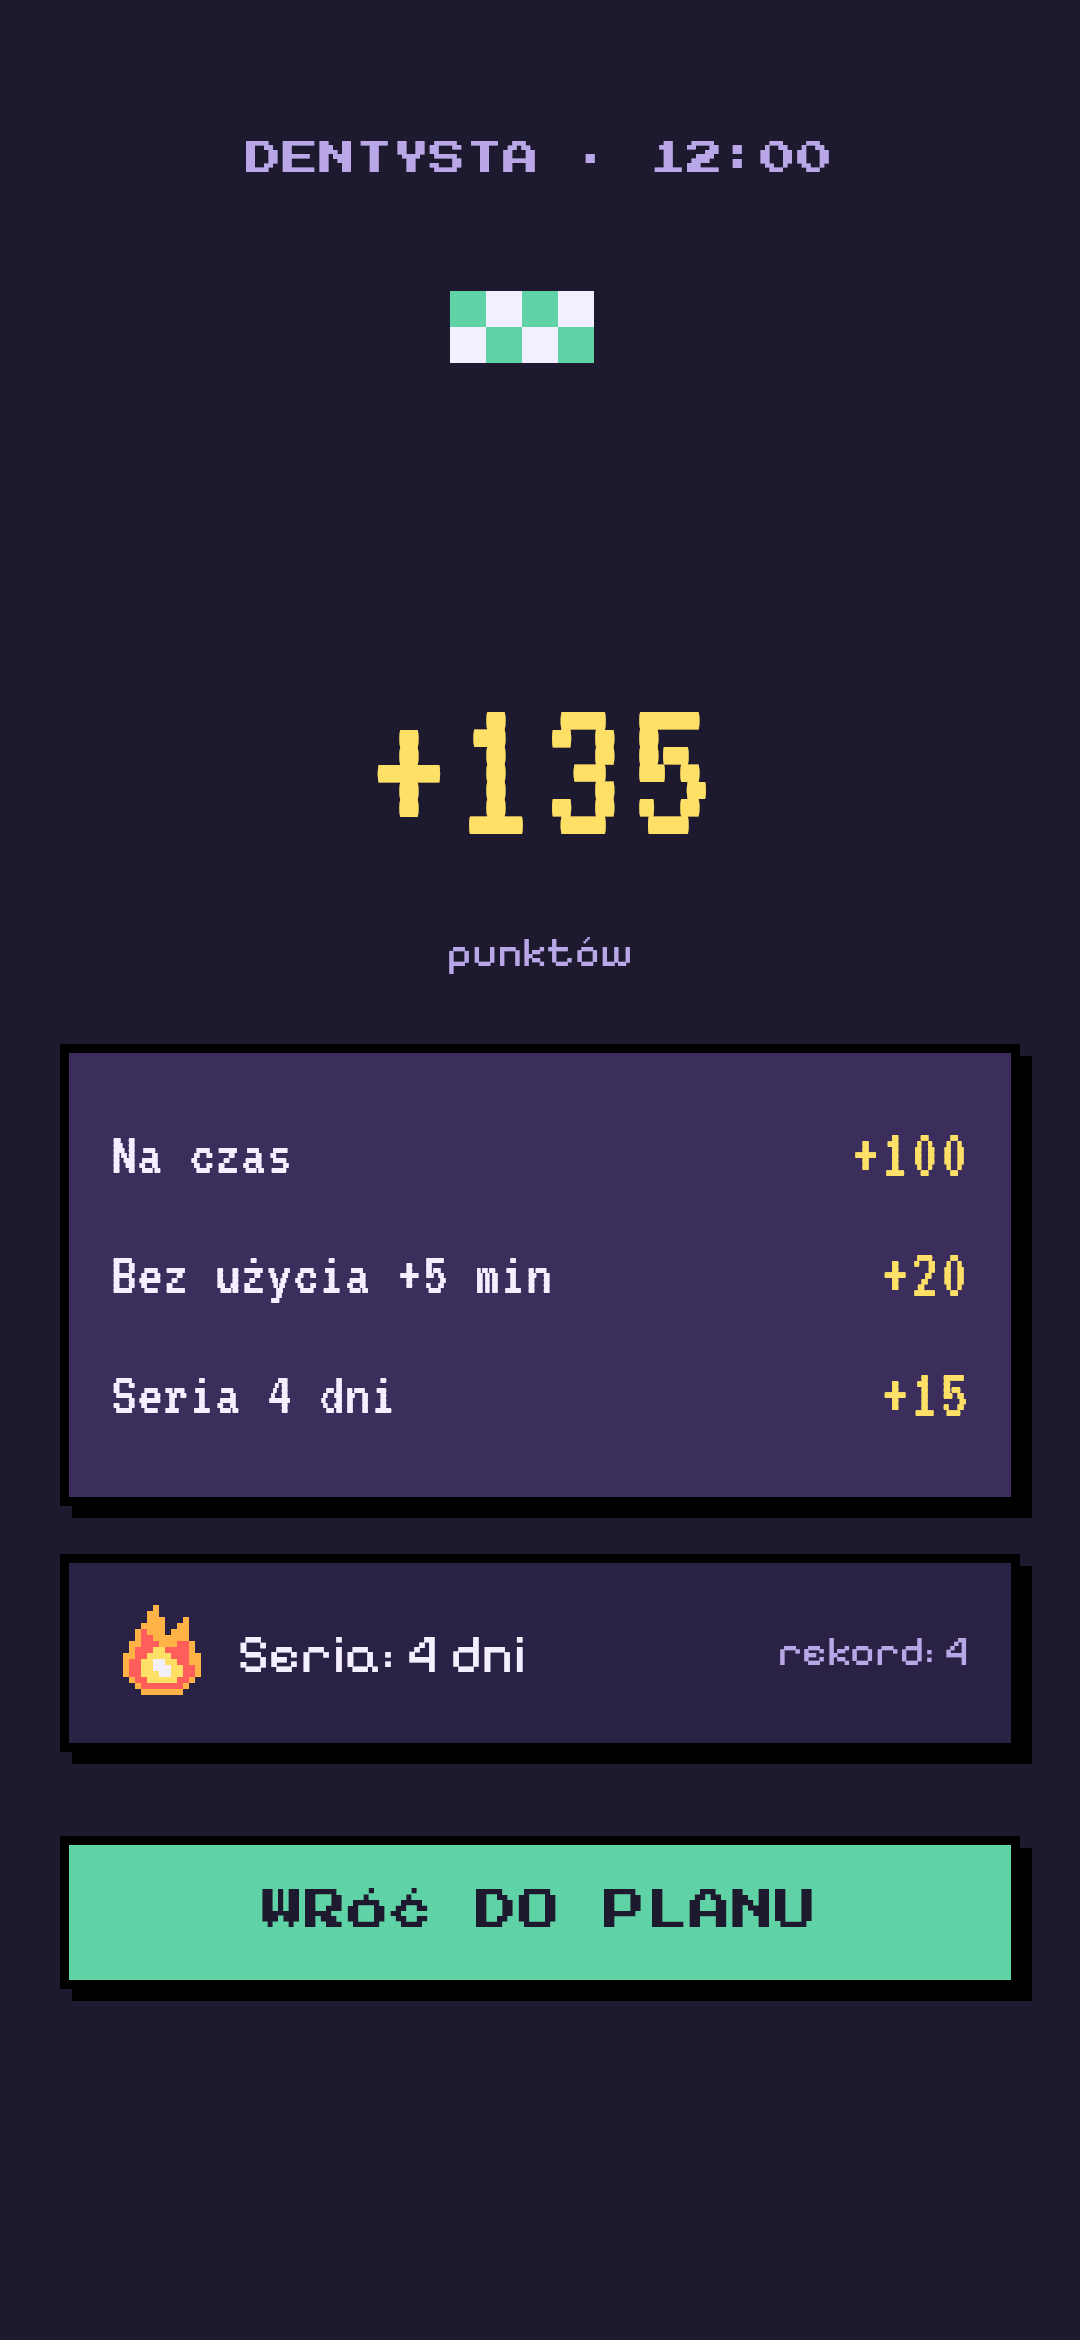 DENTYSTA · 12:00
+135
punktów
Na czas +100
Bez użycia +5 min +20
Seria 4 dni +15
Seria: 4 dni rekord: 4
WRóć DO PLANU